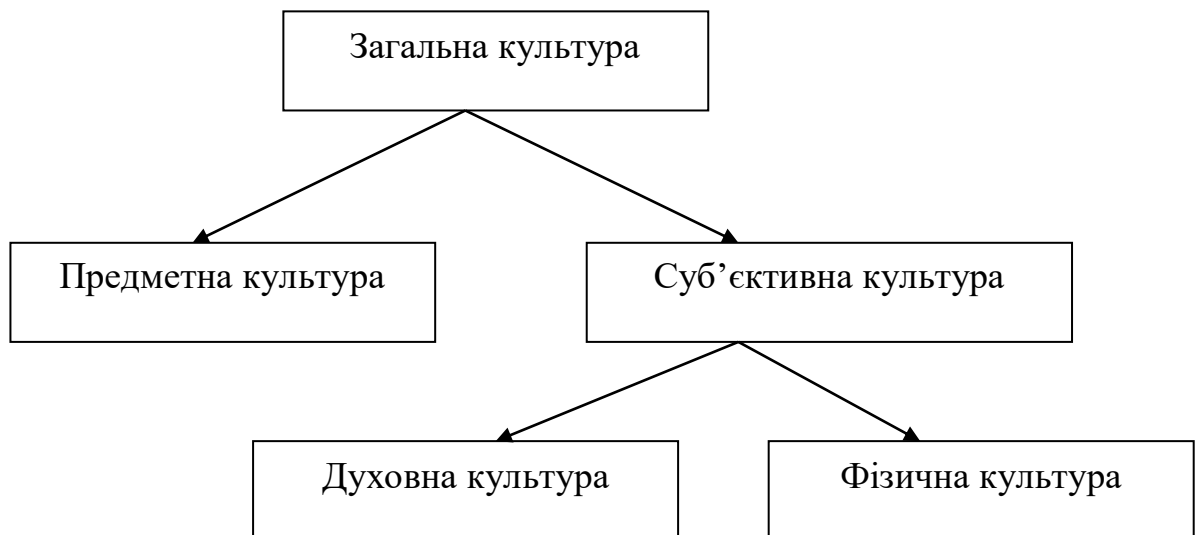 Загальна культура
Предметна культура
Суб’єктивна культура
Духовна культура
Фізична культура